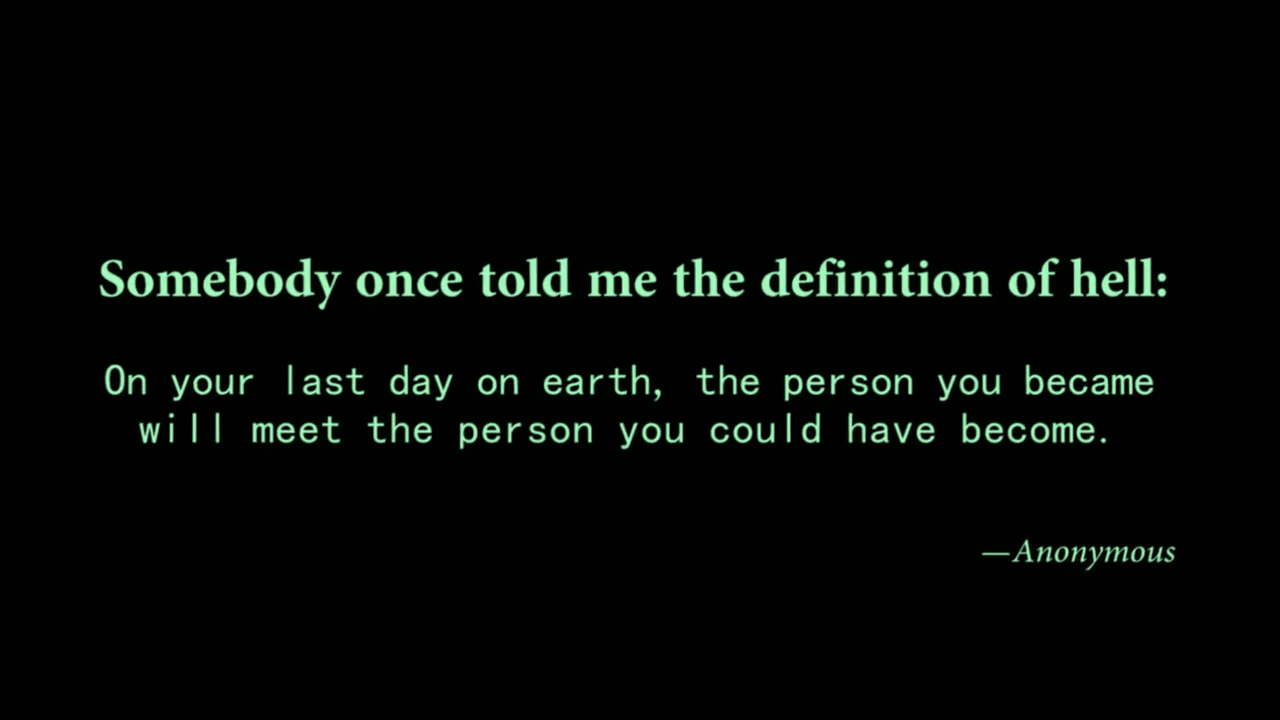 Somebody once told me the definition of hell:
On your last day on earth, the person you became
will meet the person you could have become.
—Anonymous